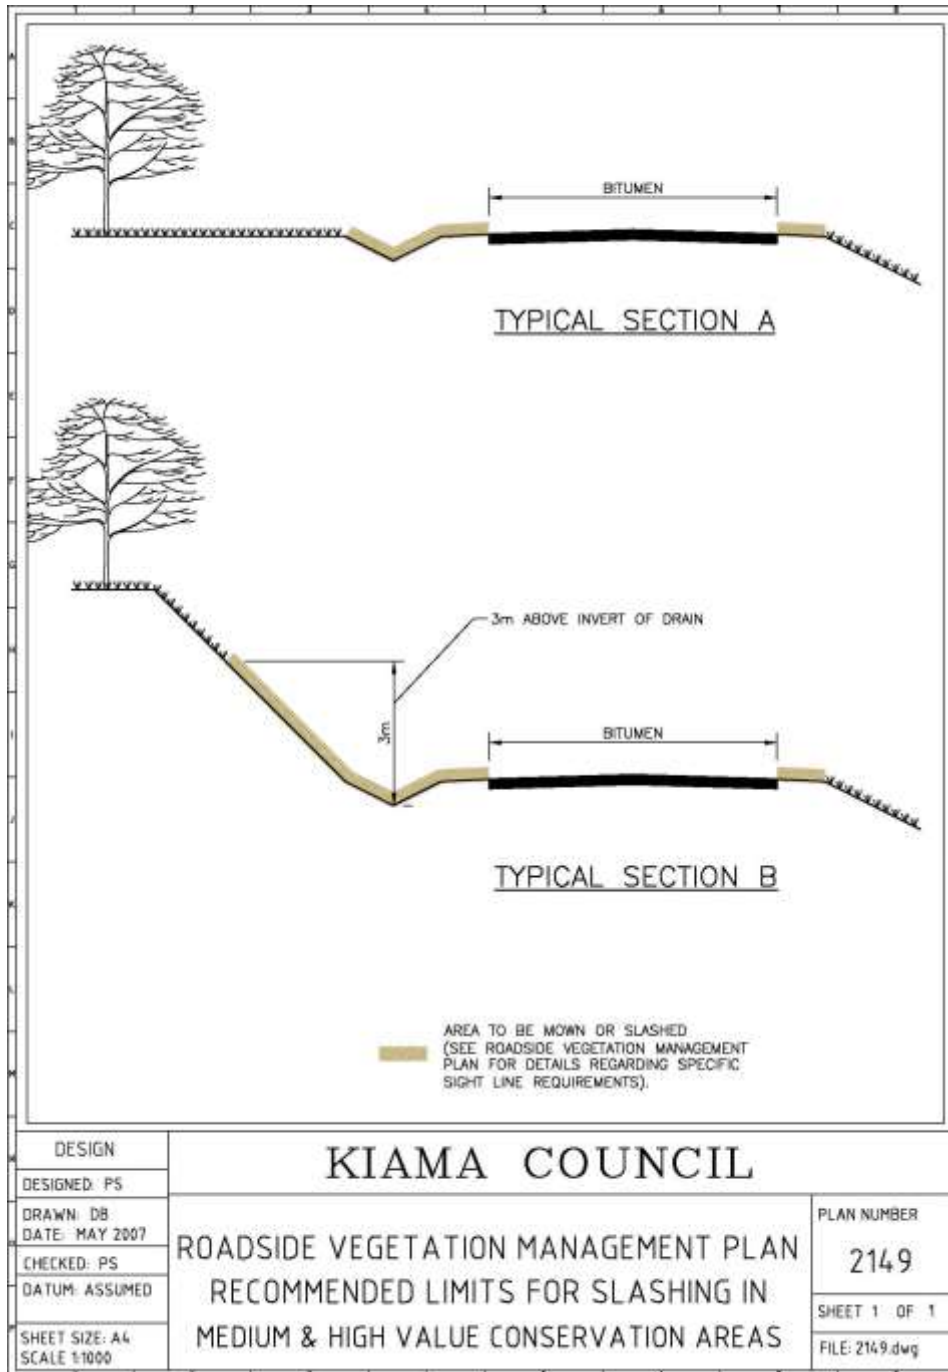 BITUMEN
TYPICAL SECTION A
3m ABOVE INVERT OF DRAIN
3m
BITUMEN
TYPICAL SECTION B
AREA TO BE MOWN OR SLASHED
(SEE ROADSIDE VEGETATION MANAGEMENT
PLAN FOR DETAILS REGARDING SPECIFIC
SIGHT LINE REQUIREMENTS).
DESIGN
DESIGNED: PS
DRAWN: DB
DATE: MAY 2007
CHECKED: PS
DATUM: ASSUMED
SHEET SIZE: A4
SCALE 1:1000
KIAMA COUNCIL
ROADSIDE VEGETATION MANAGEMENT PLAN
RECOMMENDED LIMITS FOR SLASHING IN
MEDIUM & HIGH VALUE CONSERVATION AREAS
PLAN NUMBER
2149
SHEET 1 OF 1
FILE: 2149.dwg